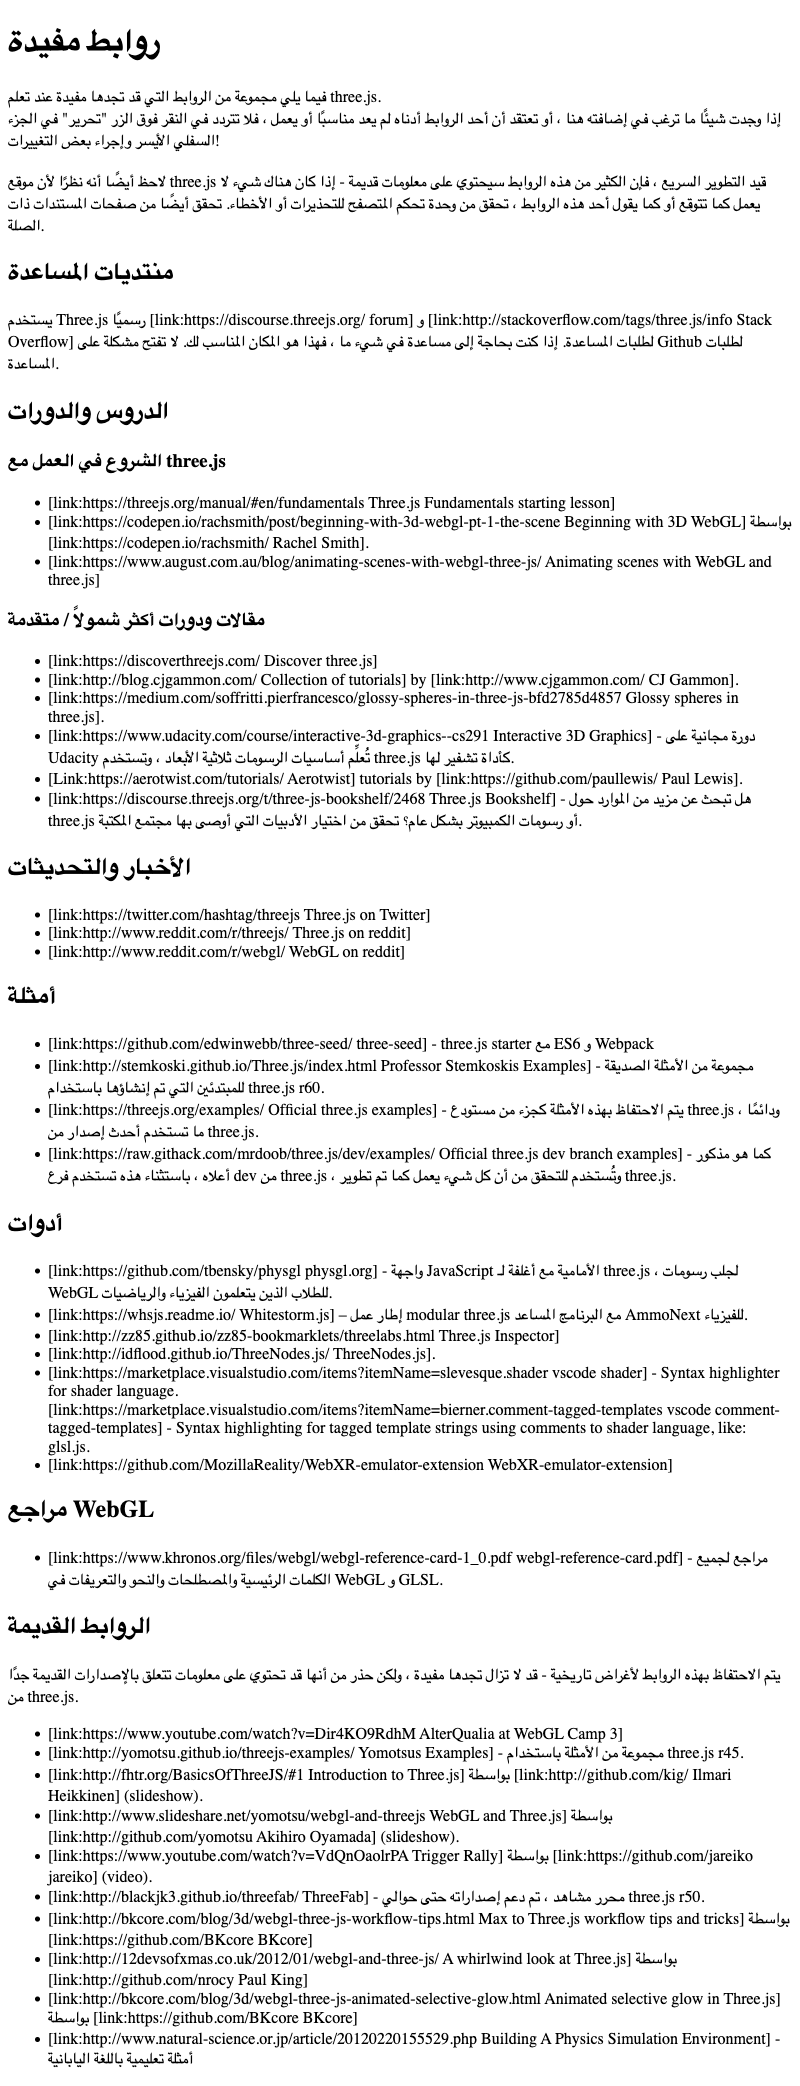 روابط مفيدة
فيما يلي مجموعة من الروابط التي قد تجدها مفيدة عند تعلم three.js.
إذا وجدت شيئًا ما ترغب في إضافته هنا ، أو تعتقد أن أحد الروابط أدناه لم يعد مناسبًا أو يعمل ، فلا تتردد في النقر فوق الزر "تحرير" في الجزء
السفلي الأيسر وإجراء بعض التغييرات!
لاحظ أيضًا أنه نظرًا لأن موقع three.js قيد التطوير السريع ، فإن الكثير من هذه الروابط سيحتوي على معلومات قديمة - إذا كان هناك شيء لا
يعمل كما تتوقع أو كما يقول أحد هذه الروابط ، تحقق من وحدة تحكم المتصفح للتحذيرات أو الأخطاء. تحقق أيضًا من صفحات المستندات ذات
الصلة.
منتديات المساعدة
يستخدم Three.js رسميًا [link:https://discourse.threejs.org/ forum] و [link:http://stackoverflow.com/tags/three.js/info Stack
Overflow] لطلبات المساعدة. إذا كنت بحاجة إلى مساعدة في شيء ما ، فهذا هو المكان المناسب لك. لا تفتح مشكلة على Github لطلبات
المساعدة.
الدروس والدورات
الشروع في العمل مع three.js
• [link:https://threejs.org/manual/#en/fundamentals Three.js Fundamentals starting lesson]
• [link:https://codepen.io/rachsmith/post/beginning-with-3d-webgl-pt-1-the-scene Beginning with 3D WebGL] بواسطة
[link:https://codepen.io/rachsmith/ Rachel Smith].
• [link:https://www.august.com.au/blog/animating-scenes-with-webgl-three-js/ Animating scenes with WebGL and
three.js]
مقالات ودورات أكثر شمولاً / متقدمة
• [link:https://discoverthreejs.com/ Discover three.js]
• [link:http://blog.cjgammon.com/ Collection of tutorials] by [link:http://www.cjgammon.com/ CJ Gammon].
• [link:https://medium.com/soffritti.pierfrancesco/glossy-spheres-in-three-js-bfd2785d4857 Glossy spheres in
three.js].
• [link:https://www.udacity.com/course/interactive-3d-graphics--cs291 Interactive 3D Graphics] - دورة مجانية على
Udacity تُعلِّم أساسيات الرسومات ثلاثية الأبعاد ، وتستخدم three.js كأداة تشفير لها.
• [Link:https://aerotwist.com/tutorials/ Aerotwist] tutorials by [link:https://github.com/paullewis/ Paul Lewis].
• [link:https://discourse.threejs.org/t/three-js-bookshelf/2468 Three.js Bookshelf] - هل تبحث عن مزيد من الموارد حول
three.js أو رسومات الكمبيوتر بشكل عام؟ تحقق من اختيار الأدبيات التي أوصى بها مجتمع المكتبة.
الأخبار والتحديثات
• [link:https://twitter.com/hashtag/threejs Three.js on Twitter]
• [link:http://www.reddit.com/r/threejs/ Three.js on reddit]
• [link:http://www.reddit.com/r/webgl/ WebGL on reddit]
أمثلة
• [link:https://github.com/edwinwebb/three-seed/ three-seed] - three.js starter مع ES6 و Webpack
• [link:http://stemkoski.github.io/Three.js/index.html Professor Stemkoskis Examples] - مجموعة من الأمثلة الصديقة
للمبتدئين التي تم إنشاؤها باستخدام three.js r60.
• [link:https://threejs.org/examples/ Official three.js examples] - يتم الاحتفاظ بهذه الأمثلة كجزء من مستودع three.js ، ودائمًا
ما تستخدم أحدث إصدار من three.js.
• [link:https://raw.githack.com/mrdoob/three.js/dev/examples/ Official three.js dev branch examples] - كما هو مذكور
أعلاه ، باستثناء هذه تستخدم فرع dev من three.js ، وتُستخدم للتحقق من أن كل شيء يعمل كما تم تطوير three.js.
أدوات
• [link:https://github.com/tbensky/physgl physgl.org] - واجهة JavaScript الأمامية مع أغلفة لـ three.js ، لجلب رسومات
WebGL للطلاب الذين يتعلمون الفيزياء والرياضيات.
• [link:https://whsjs.readme.io/ Whitestorm.js] – إطار عمل modular three.js مع البرنامج المساعد AmmoNext للفيزياء.
• [link:http://zz85.github.io/zz85-bookmarklets/threelabs.html Three.js Inspector]
• [link:http://idflood.github.io/ThreeNodes.js/ ThreeNodes.js].
• [link:https://marketplace.visualstudio.com/items?itemName=slevesque.shader vscode shader] - Syntax highlighter
for shader language.
[link:https://marketplace.visualstudio.com/items?itemName=bierner.comment-tagged-templates vscode comment-
tagged-templates] - Syntax highlighting for tagged template strings using comments to shader language, like:
glsl.js.
• [link:https://github.com/MozillaReality/WebXR-emulator-extension WebXR-emulator-extension]
مراجع WebGL
• [link:https://www.khronos.org/files/webgl/webgl-reference-card-1_0.pdf webgl-reference-card.pdf] - مراجع لجميع
الكلمات الرئيسية والمصطلحات والنحو والتعريفات في WebGL و GLSL.
الروابط القديمة
يتم الاحتفاظ بهذه الروابط لأغراض تاريخية - قد لا تزال تجدها مفيدة ، ولكن حذر من أنها قد تحتوي على معلومات تتعلق بالإصدارات القديمة جدًا
من three.js.
• [link:https://www.youtube.com/watch?v=Dir4KO9RdhM AlterQualia at WebGL Camp 3]
• [link:http://yomotsu.github.io/threejs-examples/ Yomotsus Examples] - مجموعة من الأمثلة باستخدام three.js r45.
• [link:http://fhtr.org/BasicsOfThreeJS/#1 Introduction to Three.js] بواسطة [link:http://github.com/kig/ Ilmari
Heikkinen] (slideshow).
• [link:http://www.slideshare.net/yomotsu/webgl-and-threejs WebGL and Three.js] بواسطة
[link:http://github.com/yomotsu Akihiro Oyamada] (slideshow).
• [link:https://www.youtube.com/watch?v=VdQnOaolrPA Trigger Rally] بواسطة [link:https://github.com/jareiko
jareiko] (video).
• [link:http://blackjk3.github.io/threefab/ ThreeFab] - محرر مشاهد ، تم دعم إصداراته حتى حوالي three.js r50.
• [link:http://bkcore.com/blog/3d/webgl-three-js-workflow-tips.html Max to Three.js workflow tips and tricks] بواسطة
[link:https://github.com/BKcore BKcore]
• [link:http://12devsofxmas.co.uk/2012/01/webgl-and-three-js/ A whirlwind look at Three.js] بواسطة
[link:http://github.com/nrocy Paul King]
• [link:http://bkcore.com/blog/3d/webgl-three-js-animated-selective-glow.html Animated selective glow in Three.js]
بواسطة [link:https://github.com/BKcore BKcore]
• [link:http://www.natural-science.or.jp/article/20120220155529.php Building A Physics Simulation Environment] -
أمثلة تعليمية باللغة اليابانية